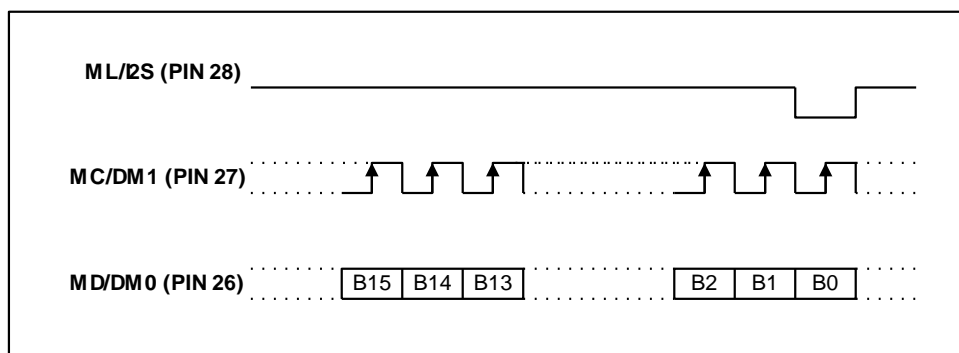 ML/I2S (PIN 28)
MC/DM1 (PIN 27)
MD/DM0 (PIN 26)
B15 B14 B13 B2 B1 B0